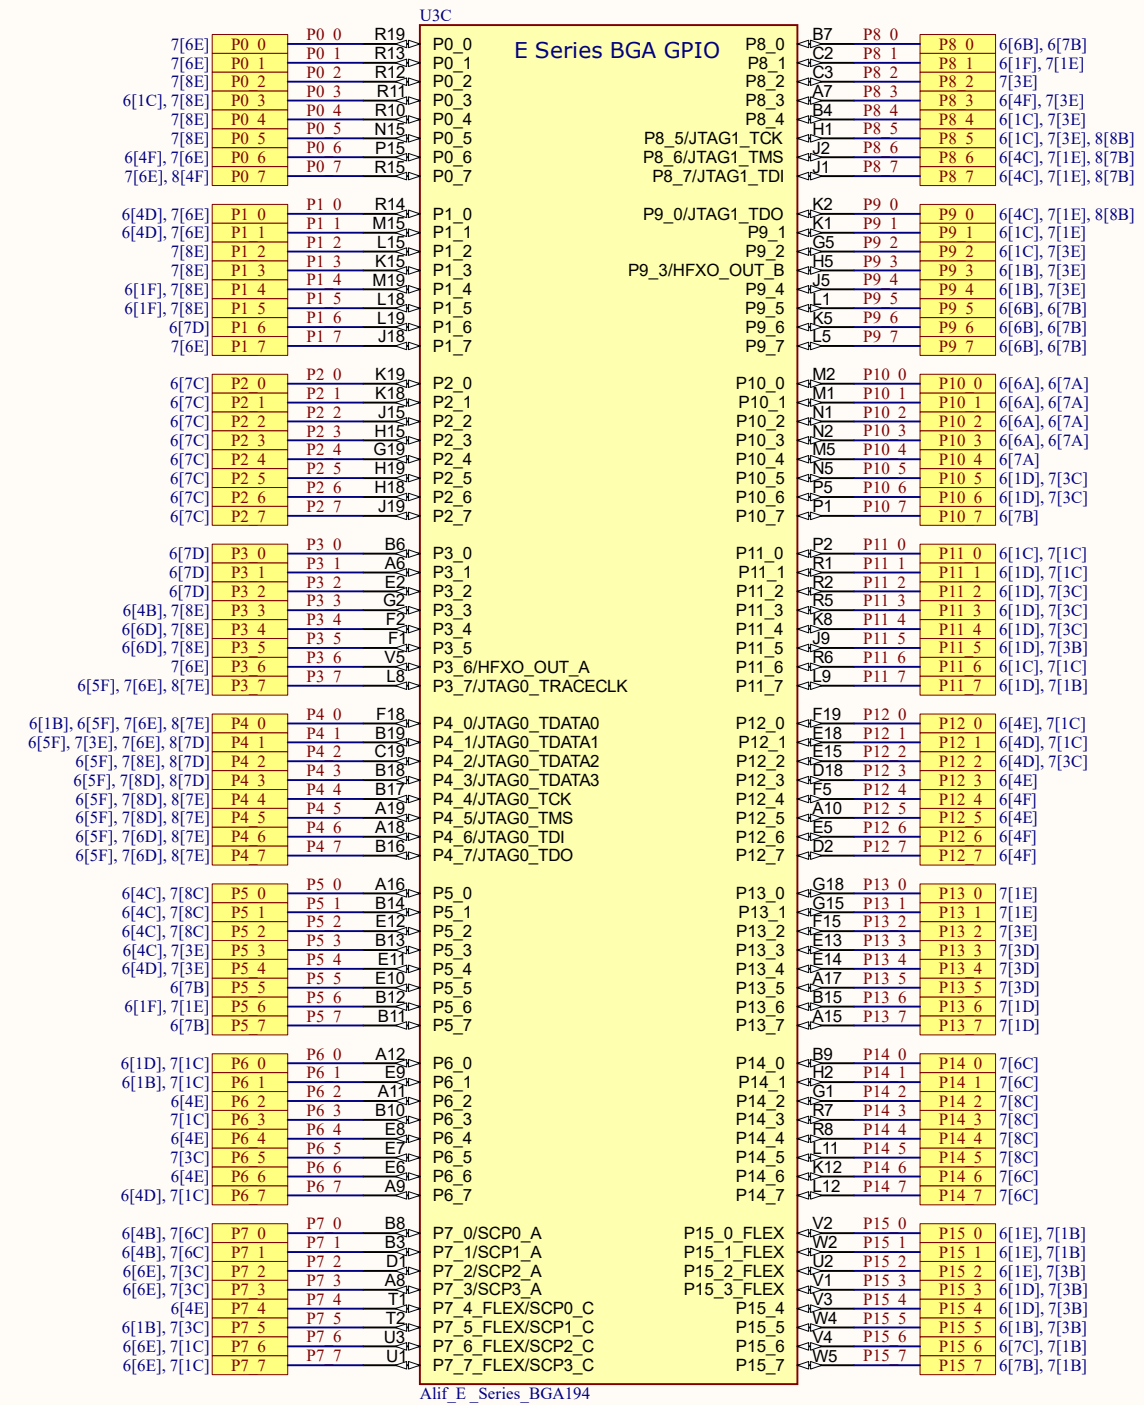 U3C
E Series BGA GPIO
7[6E] P0_0 P0_0 R19 P0_0 P8_0 B7 P8_0 P8_0 6[6B], 6[7B]
7[6E] P0_1 P0_1 R13 P0_1 P8_1 C2 P8_1 P8_1 6[1F], 7[1E]
7[8E] P0_2 P0_2 R12 P0_2 P8_2 C3 P8_2 P8_2 7[3E]
6[1C], 7[8E] P0_3 P0_3 R11 P0_3 P8_3 A7 P8_3 P8_3 6[4F], 7[3E]
7[8E] P0_4 P0_4 R10 P0_4 P8_4 B4 P8_4 P8_4 6[1C], 7[3E]
7[8E] P0_5 P0_5 N15 P0_5 P8_5/JTAG1_TCK H1 P8_5 P8_5 6[1C], 7[3E], 8[8B]
6[4F], 7[6E] P0_6 P0_6 P15 P0_6 P8_6/JTAG1_TMS J2 P8_6 P8_6 6[4C], 7[1E], 8[7B]
7[6E], 8[4F] P0_7 P0_7 R15 P0_7 P8_7/JTAG1_TDI J1 P8_7 P8_7 6[4C], 7[1E], 8[7B]
6[4D], 7[6E] P1_0 P1_0 R14 P1_0 P9_0/JTAG1_TDO K2 P9_0 P9_0 6[4C], 7[1E], 8[8B]
6[4D], 7[6E] P1_1 P1_1 M15 P1_1 P9_1 K1 P9_1 P9_1 6[1C], 7[1E]
7[8E] P1_2 P1_2 L15 P1_2 P9_2 G5 P9_2 P9_2 6[1C], 7[3E]
7[8E] P1_3 P1_3 K15 P1_3 P9_3/HFXO_OUT_B H5 P9_3 P9_3 6[1B], 7[3E]
6[1F], 7[8E] P1_4 P1_4 M19 P1_4 P9_4 J5 P9_4 P9_4 6[1B], 7[3E]
6[1F], 7[8E] P1_5 P1_5 L18 P1_5 P9_5 L1 P9_5 P9_5 6[6B], 6[7B]
6[7D] P1_6 P1_6 L19 P1_6 P9_6 K5 P9_6 P9_6 6[6B], 6[7B]
7[6E] P1_7 P1_7 J18 P1_7 P9_7 L5 P9_7 P9_7 6[6B], 6[7B]
6[7C] P2_0 P2_0 K19 P2_0 P10_0 M2 P10_0 P10_0 6[6A], 6[7A]
6[7C] P2_1 P2_1 K18 P2_1 P10_1 M1 P10_1 P10_1 6[6A], 6[7A]
6[7C] P2_2 P2_2 J15 P2_2 P10_2 N1 P10_2 P10_2 6[6A], 6[7A]
6[7C] P2_3 P2_3 H15 P2_3 P10_3 N2 P10_3 P10_3 6[6A], 6[7A]
6[7C] P2_4 P2_4 G19 P2_4 P10_4 M5 P10_4 P10_4 6[7A]
6[7C] P2_5 P2_5 H19 P2_5 P10_5 N5 P10_5 P10_5 6[1D], 7[3C]
6[7C] P2_6 P2_6 H18 P2_6 P10_6 P5 P10_6 P10_6 6[1D], 7[3C]
6[7C] P2_7 P2_7 J19 P2_7 P10_7 P1 P10_7 P10_7 6[7B]
6[7D] P3_0 P3_0 B6 P3_0 P11_0 P2 P11_0 P11_0 6[1C], 7[1C]
6[7D] P3_1 P3_1 A6 P3_1 P11_1 R1 P11_1 P11_1 6[1D], 7[1C]
6[7D] P3_2 P3_2 E2 P3_2 P11_2 R2 P11_2 P11_2 6[1D], 7[3C]
6[4B], 7[8E] P3_3 P3_3 G2 P3_3 P11_3 R5 P11_3 P11_3 6[1D], 7[3C]
6[6D], 7[8E] P3_4 P3_4 F2 P3_4 P11_4 K8 P11_4 P11_4 6[1D], 7[3C]
6[6D], 7[8E] P3_5 P3_5 F1 P3_5 P11_5 J9 P11_5 P11_5 6[1D], 7[3B]
7[6E] P3_6 P3_6 V5 P3_6/HFXO_OUT_A P11_6 R6 P11_6 P11_6 6[1C], 7[1C]
6[5F], 7[6E], 8[7E] P3_7 P3_7 L8 P3_7/JTAG0_TRACECLK P11_7 L9 P11_7 P11_7 6[1D], 7[1B]
6[1B], 6[5F], 7[6E], 8[7E] P4_0 P4_0 F18 P4_0/JTAG0_TDATA0 P12_0 F19 P12_0 P12_0 6[4E], 7[1C]
6[5F], 7[3E], 7[6E], 8[7D] P4_1 P4_1 B19 P4_1/JTAG0_TDATA1 P12_1 E18 P12_1 P12_1 6[4D], 7[1C]
6[5F], 7[8E], 8[7D] P4_2 P4_2 C19 P4_2/JTAG0_TDATA2 P12_2 E15 P12_2 P12_2 6[4D], 7[3C]
6[5F], 7[8D], 8[7D] P4_3 P4_3 B18 P4_3/JTAG0_TDATA3 P12_3 D18 P12_3 P12_3 6[4E]
6[5F], 7[8D], 8[7E] P4_4 P4_4 B17 P4_4/JTAG0_TCK P12_4 F5 P12_4 P12_4 6[4F]
6[5F], 7[8D], 8[7E] P4_5 P4_5 A19 P4_5/JTAG0_TMS P12_5 A10 P12_5 P12_5 6[4E]
6[5F], 7[6D], 8[7E] P4_6 P4_6 A18 P4_6/JTAG0_TDI P12_6 E5 P12_6 P12_6 6[4F]
6[5F], 7[6D], 8[7E] P4_7 P4_7 B16 P4_7/JTAG0_TDO P12_7 D2 P12_7 P12_7 6[4F]
6[4C], 7[8C] P5_0 P5_0 A16 P5_0 P13_0 G18 P13_0 P13_0 7[1E]
6[4C], 7[8C] P5_1 P5_1 B14 P5_1 P13_1 G15 P13_1 P13_1 7[1E]
6[4C], 7[8C] P5_2 P5_2 E12 P5_2 P13_2 F15 P13_2 P13_2 7[3E]
6[4C], 7[3E] P5_3 P5_3 B13 P5_3 P13_3 E13 P13_3 P13_3 7[3D]
6[4D], 7[3E] P5_4 P5_4 E11 P5_4 P13_4 E14 P13_4 P13_4 7[3D]
6[7B] P5_5 P5_5 E10 P5_5 P13_5 A17 P13_5 P13_5 7[3D]
6[1F], 7[1E] P5_6 P5_6 B12 P5_6 P13_6 B15 P13_6 P13_6 7[1D]
6[7B] P5_7 P5_7 B11 P5_7 P13_7 A15 P13_7 P13_7 7[1D]
6[1D], 7[1C] P6_0 P6_0 A12 P6_0 P14_0 B9 P14_0 P14_0 7[6C]
6[1B], 7[1C] P6_1 P6_1 E9 P6_1 P14_1 H2 P14_1 P14_1 7[6C]
6[4E] P6_2 P6_2 A11 P6_2 P14_2 G1 P14_2 P14_2 7[8C]
7[1C] P6_3 P6_3 B10 P6_3 P14_3 R7 P14_3 P14_3 7[8C]
6[4E] P6_4 P6_4 E8 P6_4 P14_4 R8 P14_4 P14_4 7[8C]
7[3C] P6_5 P6_5 E7 P6_5 P14_5 L11 P14_5 P14_5 7[8C]
6[4E] P6_6 P6_6 E6 P6_6 P14_6 K12 P14_6 P14_6 7[6C]
6[4D], 7[1C] P6_7 P6_7 A9 P6_7 P14_7 L12 P14_7 P14_7 7[6C]
6[4B], 7[6C] P7_0 P7_0 B8 P7_0/SCP0_A P15_0_FLEX V2 P15_0 P15_0 6[1E], 7[1B]
6[4B], 7[6C] P7_1 P7_1 B3 P7_1/SCP1_A P15_1_FLEX W2 P15_1 P15_1 6[1E], 7[1B]
6[6E], 7[3C] P7_2 P7_2 D1 P7_2/SCP2_A P15_2_FLEX U2 P15_2 P15_2 6[1E], 7[3B]
6[6E], 7[3C] P7_3 P7_3 A8 P7_3/SCP3_A P15_3_FLEX V1 P15_3 P15_3 6[1D], 7[3B]
6[4E] P7_4 P7_4 T1 P7_4_FLEX/SCP0_C P15_4 V3 P15_4 P15_4 6[1D], 7[3B]
6[1B], 7[3C] P7_5 P7_5 T2 P7_5_FLEX/SCP1_C P15_5 W4 P15_5 P15_5 6[1B], 7[3B]
6[6E], 7[1C] P7_6 P7_6 U3 P7_6_FLEX/SCP2_C P15_6 V4 P15_6 P15_6 6[7C], 7[1B]
6[6E], 7[1C] P7_7 P7_7 U1 P7_7_FLEX/SCP3_C P15_7 W5 P15_7 P15_7 6[7B], 7[1B]
Alif_E _Series_BGA194